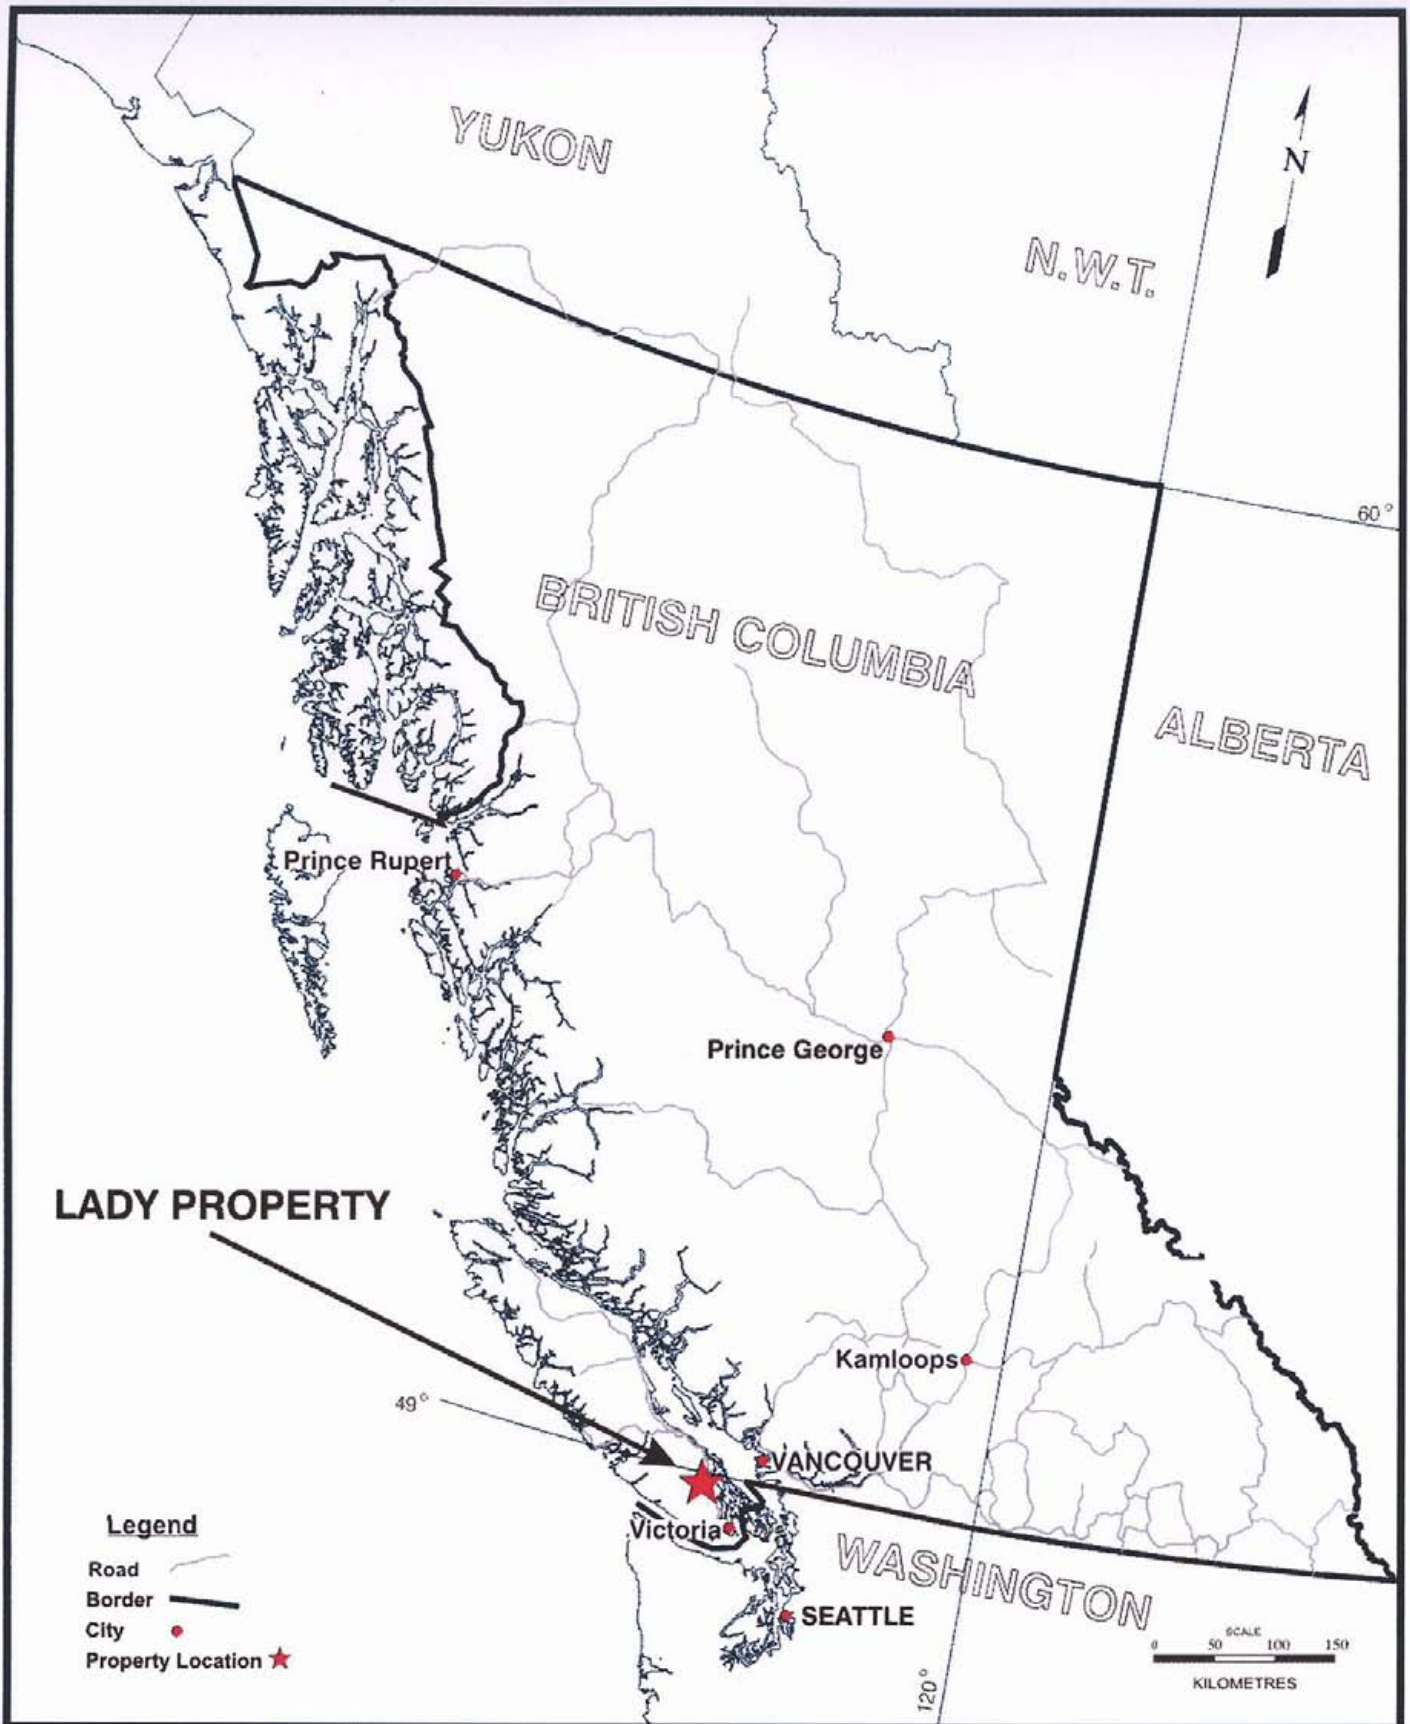 YUKON
N
N.W.T.
60°
BRITISH COLUMBIA
ALBERTA
Prince Rupert
Prince George
LADY PROPERTY
Kamloops
49°
VANCOUVER
Victoria
WASHINGTON
SEATTLE
Legend
Road
Border
City
Property Location
SCALE
0 50 100 150
KILOMETRES
120°